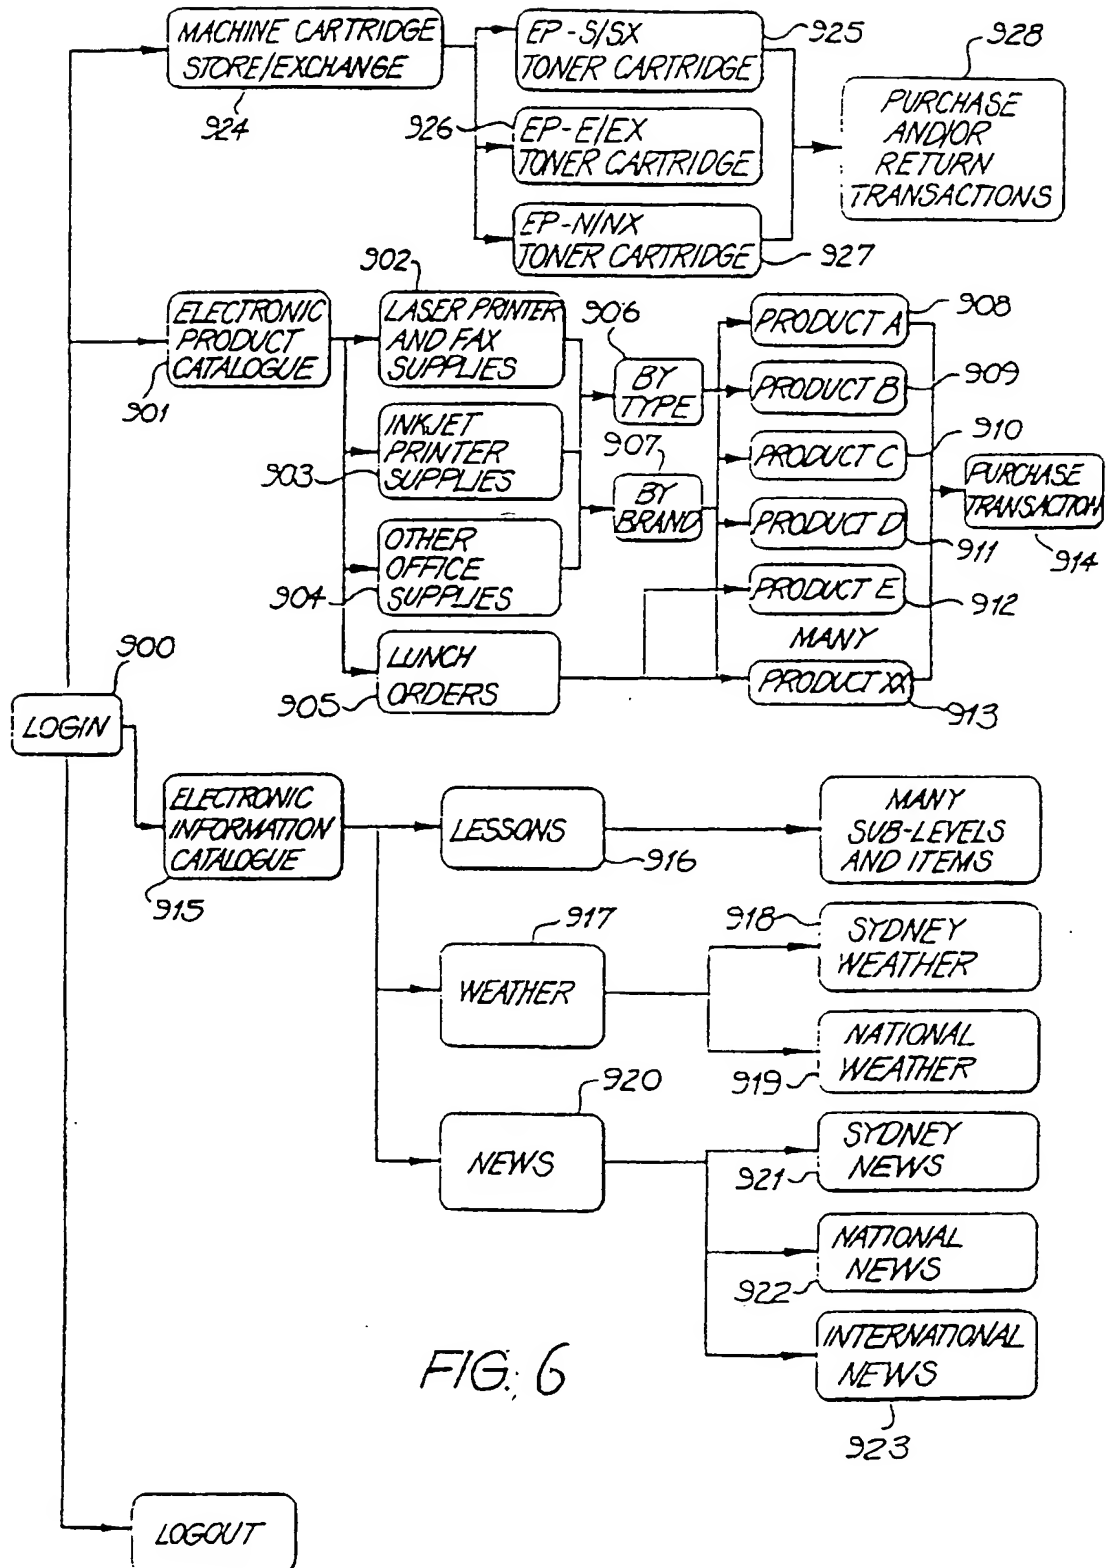 MACHINE CARTRIDGE
STORE/EXCHANGE
924
EP-S/SX
TONER CARTRIDGE
925
926
EP-E/EX
TONER CARTRIDGE
EP-N/NX
TONER CARTRIDGE
927
928
PURCHASE
AND/OR
RETURN
TRANSACTIONS
ELECTRONIC
PRODUCT
CATALOGUE
901
902
LASER PRINTER
AND FAX
SUPPLIES
INKJET
PRINTER
SUPPLIES
903
OTHER
OFFICE
SUPPLIES
904
LUNCH
ORDERS
905
906
BY
TYPE
907
BY
BRAND
PRODUCT A
908
PRODUCT B
909
PRODUCT C
910
PRODUCT D
911
PRODUCT E
912
MANY
PRODUCT XX
913
PURCHASE
TRANSACTION
914
900
LOGIN
ELECTRONIC
INFORMATION
CATALOGUE
915
LESSONS
916
MANY
SUB-LEVELS
AND ITEMS
917
WEATHER
918
SYDNEY
WEATHER
NATIONAL
WEATHER
919
920
NEWS
SYDNEY
NEWS
921
NATIONAL
NEWS
922
INTERNATIONAL
NEWS
923
FIG. 6
LOGOUT